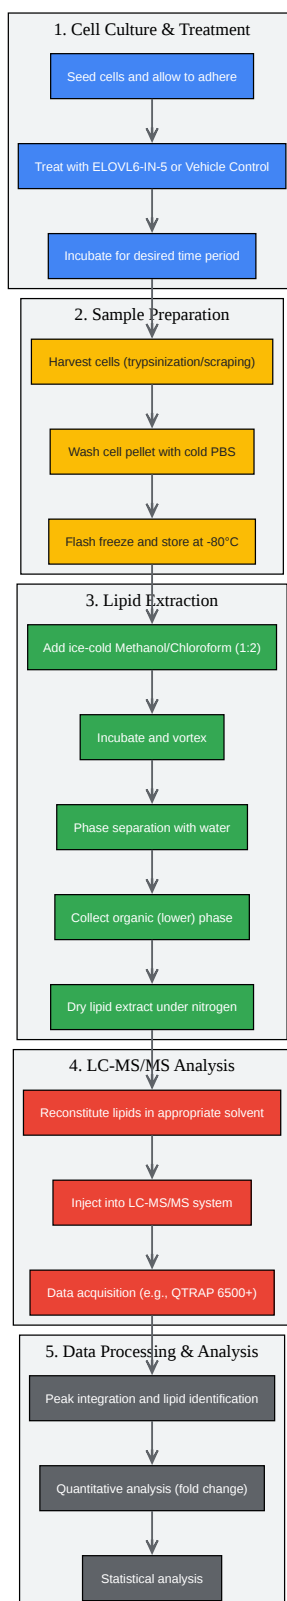 1. Cell Culture & Treatment
Seed cells and allow to adhere
Treat with ELOVL6-IN-5 or Vehicle Control
Incubate for desired time period
2. Sample Preparation
Harvest cells (trypsinization/scraping)
Wash cell pellet with cold PBS
Flash freeze and store at -80°C
3. Lipid Extraction
Add ice-cold Methanol/Chloroform (1:2)
Incubate and vortex
Phase separation with water
Collect organic (lower) phase
Dry lipid extract under nitrogen
4. LC-MS/MS Analysis
Reconstitute lipids in appropriate solvent
Inject into LC-MS/MS system
Data acquisition (e.g., QTRAP 6500+)
5. Data Processing & Analysis
Peak integration and lipid identification
Quantitative analysis (fold change)
Statistical analysis